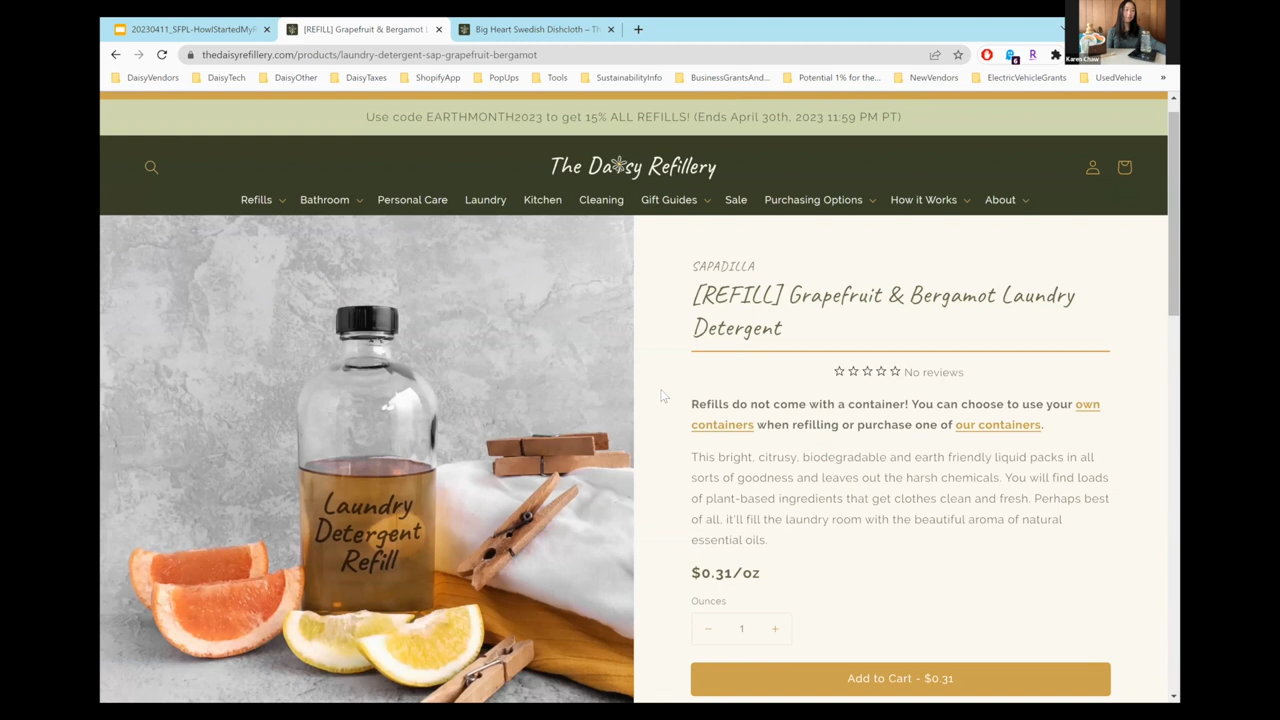 20230411_SFPL-HowIStartedMyR
[REFILL] Grapefruit & Bergamot L
Big Heart Swedish Dishcloth – Th
Karen Chaw
thedaisyrefillery.com/products/laundry-detergent-sap-grapefruit-bergamot
6
DaisyVendors DaisyTech DaisyOther DaisyTaxes ShopifyApp PopUps Tools SustainabilityInfo BusinessGrantsAnd... Potential 1% for the... NewVendors ElectricVehicleGrants UsedVehicle »
Use code EARTHMONTH2023 to get 15% ALL REFILLS! (Ends April 30th, 2023 11:59 PM PT)
The Daisy Refillery
Refills Bathroom Personal Care Laundry Kitchen Cleaning Gift Guides Sale Purchasing Options How it Works About
SAPADILLA
[REFILL] Grapefruit & Bergamot Laundry
Detergent
No reviews
Refills do not come with a container! You can choose to use your own
containers when refilling or purchase one of our containers.
This bright, citrusy, biodegradable and earth friendly liquid packs in all
sorts of goodness and leaves out the harsh chemicals. You will find loads
of plant-based ingredients that get clothes clean and fresh. Perhaps best
of all, it'll fill the laundry room with the beautiful aroma of natural
essential oils.
$0.31/oz
Ounces
− 1 +
Add to Cart - $0.31
Laundry
Detergent
Refill